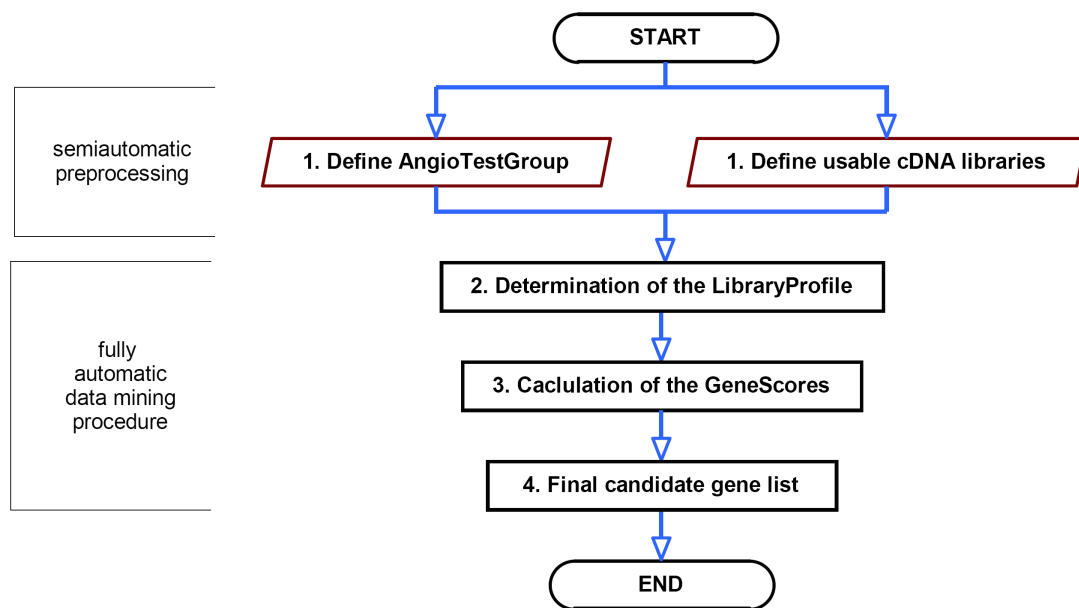 START
semiautomatic
preprocessing
1. Define AngioTestGroup
1. Define usable cDNA libraries
2. Determination of the LibraryProfile
fully
automatic
data mining
procedure
3. Caclulation of the GeneScores
4. Final candidate gene list
END